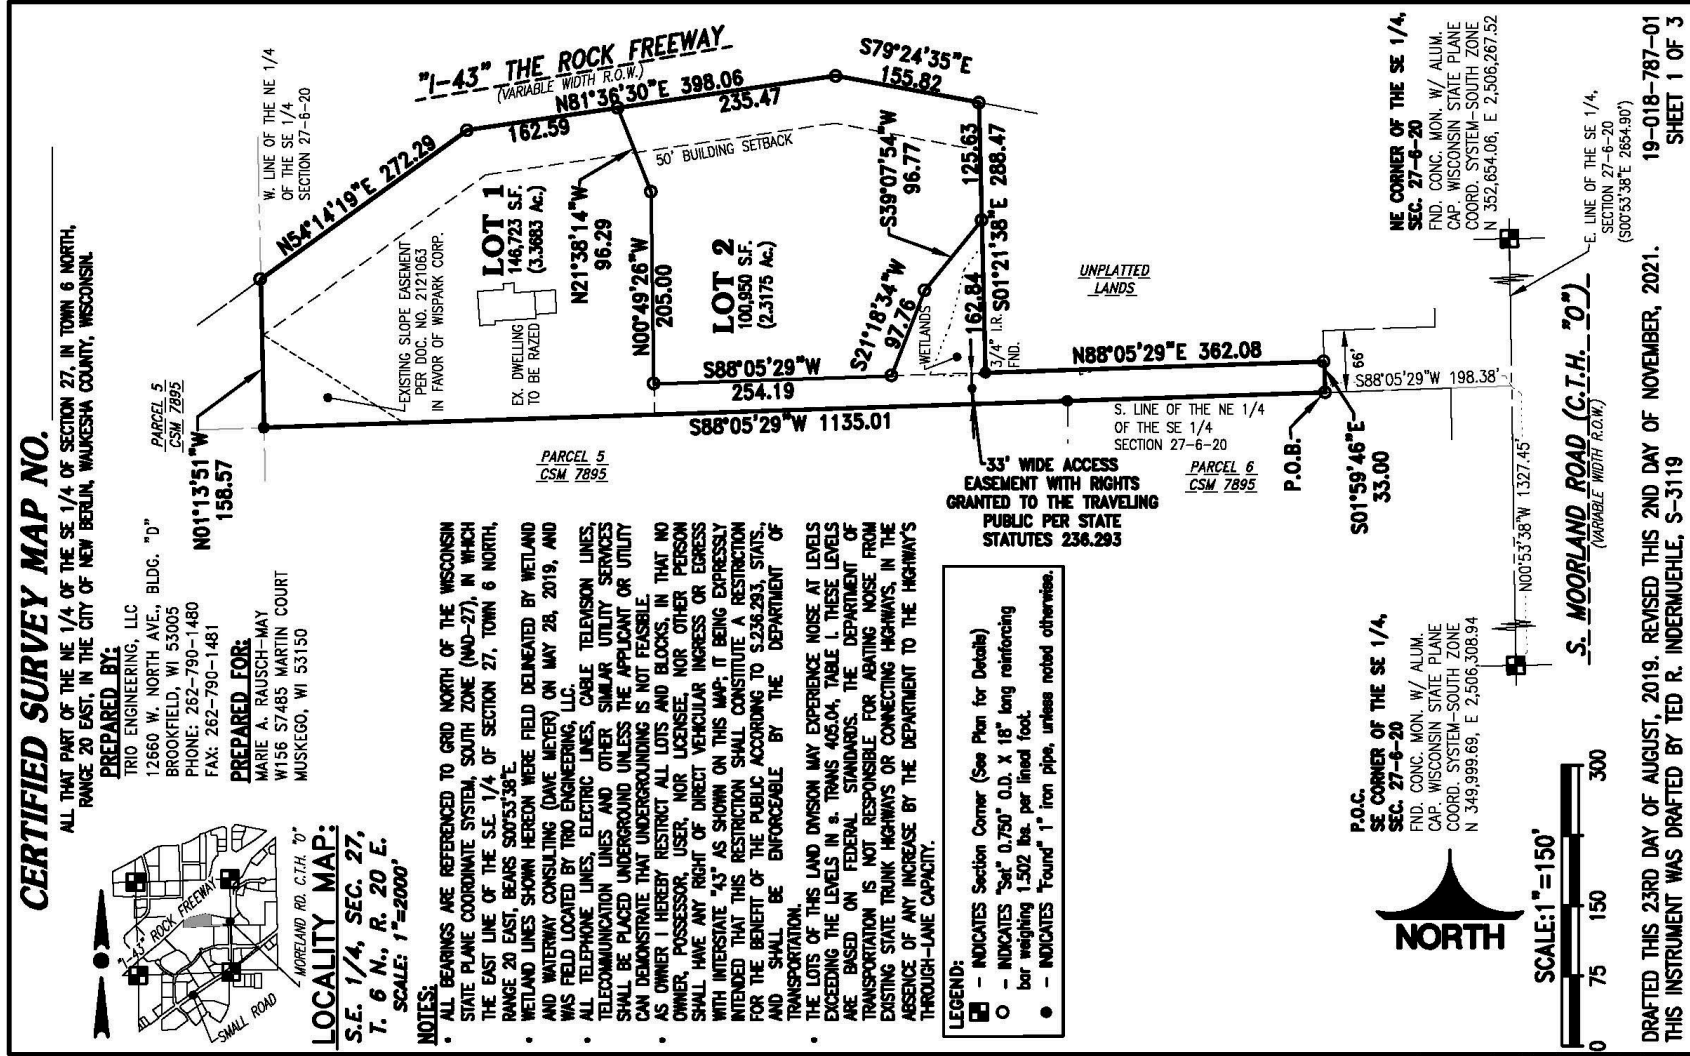 CERTIFIED SURVEY MAP NO.
ALL THAT PART OF THE NE 1/4 OF THE SE 1/4 OF SECTION 27, IN TOWN 6 NORTH,
RANGE 20 EAST, IN THE CITY OF NEW BERLIN, WAUKESHA COUNTY, WISCONSIN.
PREPARED BY:
TRIO ENGINEERING, LLC
12660 W. NORTH AVE., BLDG. "D"
BROOKFIELD, WI 53005
PHONE: 262-790-1480
FAX: 262-790-1481
PREPARED FOR:
MARIE A. RAUSCH-MAY
W156 S7485 MARTIN COURT
MUSKEGO, WI 53150
"I-43" ROCK FREEWAY
MORELAND RD. C.T.H. "O"
SMALL ROAD
LOCALITY MAP:
S.E. 1/4, SEC. 27,
T. 6 N., R. 20 E.
SCALE: 1"=2000'
NOTES:
• ALL BEARINGS ARE REFERENCED TO GRID NORTH OF THE WISCONSIN
STATE PLANE COORDINATE SYSTEM, SOUTH ZONE (NAD-27), IN WHICH
THE EAST LINE OF THE S.E. 1/4 OF SECTION 27, TOWN 6 NORTH,
RANGE 20 EAST, BEARS S00°53'38"E.
• WETLAND LINES SHOWN HEREON WERE FIELD DELINEATED BY WETLAND
AND WATERWAY CONSULTING (DAVE MEYER) ON MAY 28, 2019, AND
WAS FIELD LOCATED BY TRIO ENGINEERING, LLC.
• ALL TELEPHONE LINES, ELECTRIC LINES, CABLE TELEVISION LINES,
TELECOMMUNICATION LINES AND OTHER SIMILAR UTILITY SERVICES
SHALL BE PLACED UNDERGROUND UNLESS THE APPLICANT OR UTILITY
CAN DEMONSTRATE THAT UNDERGROUNDING IS NOT FEASIBLE.
• AS OWNER I HEREBY RESTRICT ALL LOTS AND BLOCKS, IN THAT NO
OWNER, POSSESSOR, USER, NOR LICENSEE, NOR OTHER PERSON
SHALL HAVE ANY RIGHT OF DIRECT VEHICULAR INGRESS OR EGRESS
WITH INTERSTATE "43" AS SHOWN ON THIS MAP; IT BEING EXPRESSLY
INTENDED THAT THIS RESTRICTION SHALL CONSTITUTE A RESTRICTION
FOR THE BENEFIT OF THE PUBLIC ACCORDING TO S.236.293, STATS.,
AND SHALL BE ENFORCEABLE BY THE DEPARTMENT OF
TRANSPORTATION.
• THE LOTS OF THIS LAND DIVISION MAY EXPERIENCE NOISE AT LEVELS
EXCEEDING THE LEVELS IN s. TRANS 405.04, TABLE I. THESE LEVELS
ARE BASED ON FEDERAL STANDARDS. THE DEPARTMENT OF
TRANSPORTATION IS NOT RESPONSIBLE FOR ABATING NOISE FROM
EXISTING STATE TRUNK HIGHWAYS OR CONNECTING HIGHWAYS, IN THE
ABSENCE OF ANY INCREASE BY THE DEPARTMENT TO THE HIGHWAY'S
THROUGH-LANE CAPACITY.
LEGEND:
- INDICATES Section Corner (See Plan for Details)
- INDICATES "Set" 0.750" O.D. X 18" long reinforcing
bar weighing 1.502 lbs. per lineal foot.
- INDICATES "Found" 1" iron pipe, unless noted otherwise.
W. LINE OF THE NE 1/4
OF THE SE 1/4
SECTION 27-6-20
"I-43" THE ROCK FREEWAY
(VARIABLE WIDTH R.O.W.)
N54°14'19"E 272.29
N81°36'30"E 398.06
162.59
235.47
S79°24'35"E
155.82
PARCEL 5
CSM 7895
N01°13'51"W
158.57
EXISTING SLOPE EASEMENT
PER DOC. NO. 2121063
IN FAVOR OF WISPARK CORP.
50' BUILDING SETBACK
LOT 1
146,723 S.F.
(3.3683 Ac.)
EX. DWELLING
TO BE RAZED
N21°38'14"W
96.29
N00°49'26"W
205.00
LOT 2
100,950 S.F.
(2.3175 Ac.)
S39°07'54"W
96.77
125.63
S01°21'38"E 288.47
162.84
S21°18'34"W
97.76
WETLANDS
3/4" I.R.
FND.
S88°05'29"W
254.19
S88°05'29"W 1135.01
UNPLATTED
LANDS
N88°05'29"E 362.08
PARCEL 5
CSM 7895
33' WIDE ACCESS
EASEMENT WITH RIGHTS
GRANTED TO THE TRAVELING
PUBLIC PER STATE
STATUTES 236.293
S. LINE OF THE NE 1/4
OF THE SE 1/4
SECTION 27-6-20
PARCEL 6
CSM 7895
P.O.B.
S01°59'46"E
33.00
66'
S88°05'29"W 198.38'
N00°53'38"W 1327.45'
NE CORNER OF THE SE 1/4,
SEC. 27-6-20
FND. CONC. MON. W/ ALUM.
CAP. WISCONSIN STATE PLANE
COORD. SYSTEM-SOUTH ZONE
N 352,654.06, E 2,506,267.52
E. LINE OF THE SE 1/4,
SECTION 27-6-20
(S00°53'38"E 2654.90')
S. MOORLAND ROAD (C.T.H. "O")
(VARIABLE WIDTH R.O.W.)
P.O.C.
SE CORNER OF THE SE 1/4,
SEC. 27-6-20
FND. CONC. MON. W/ ALUM.
CAP. WISCONSIN STATE PLANE
COORD. SYSTEM-SOUTH ZONE
N 349,999.69, E 2,506,308.94
NORTH
SCALE:1"=150'
0 75 150 300
DRAFTED THIS 23RD DAY OF AUGUST, 2019. REVISED THIS 2ND DAY OF NOVEMBER, 2021.
THIS INSTRUMENT WAS DRAFTED BY TED R. INDERMUEHLE, S-3119
19-018-787-01
SHEET 1 OF 3